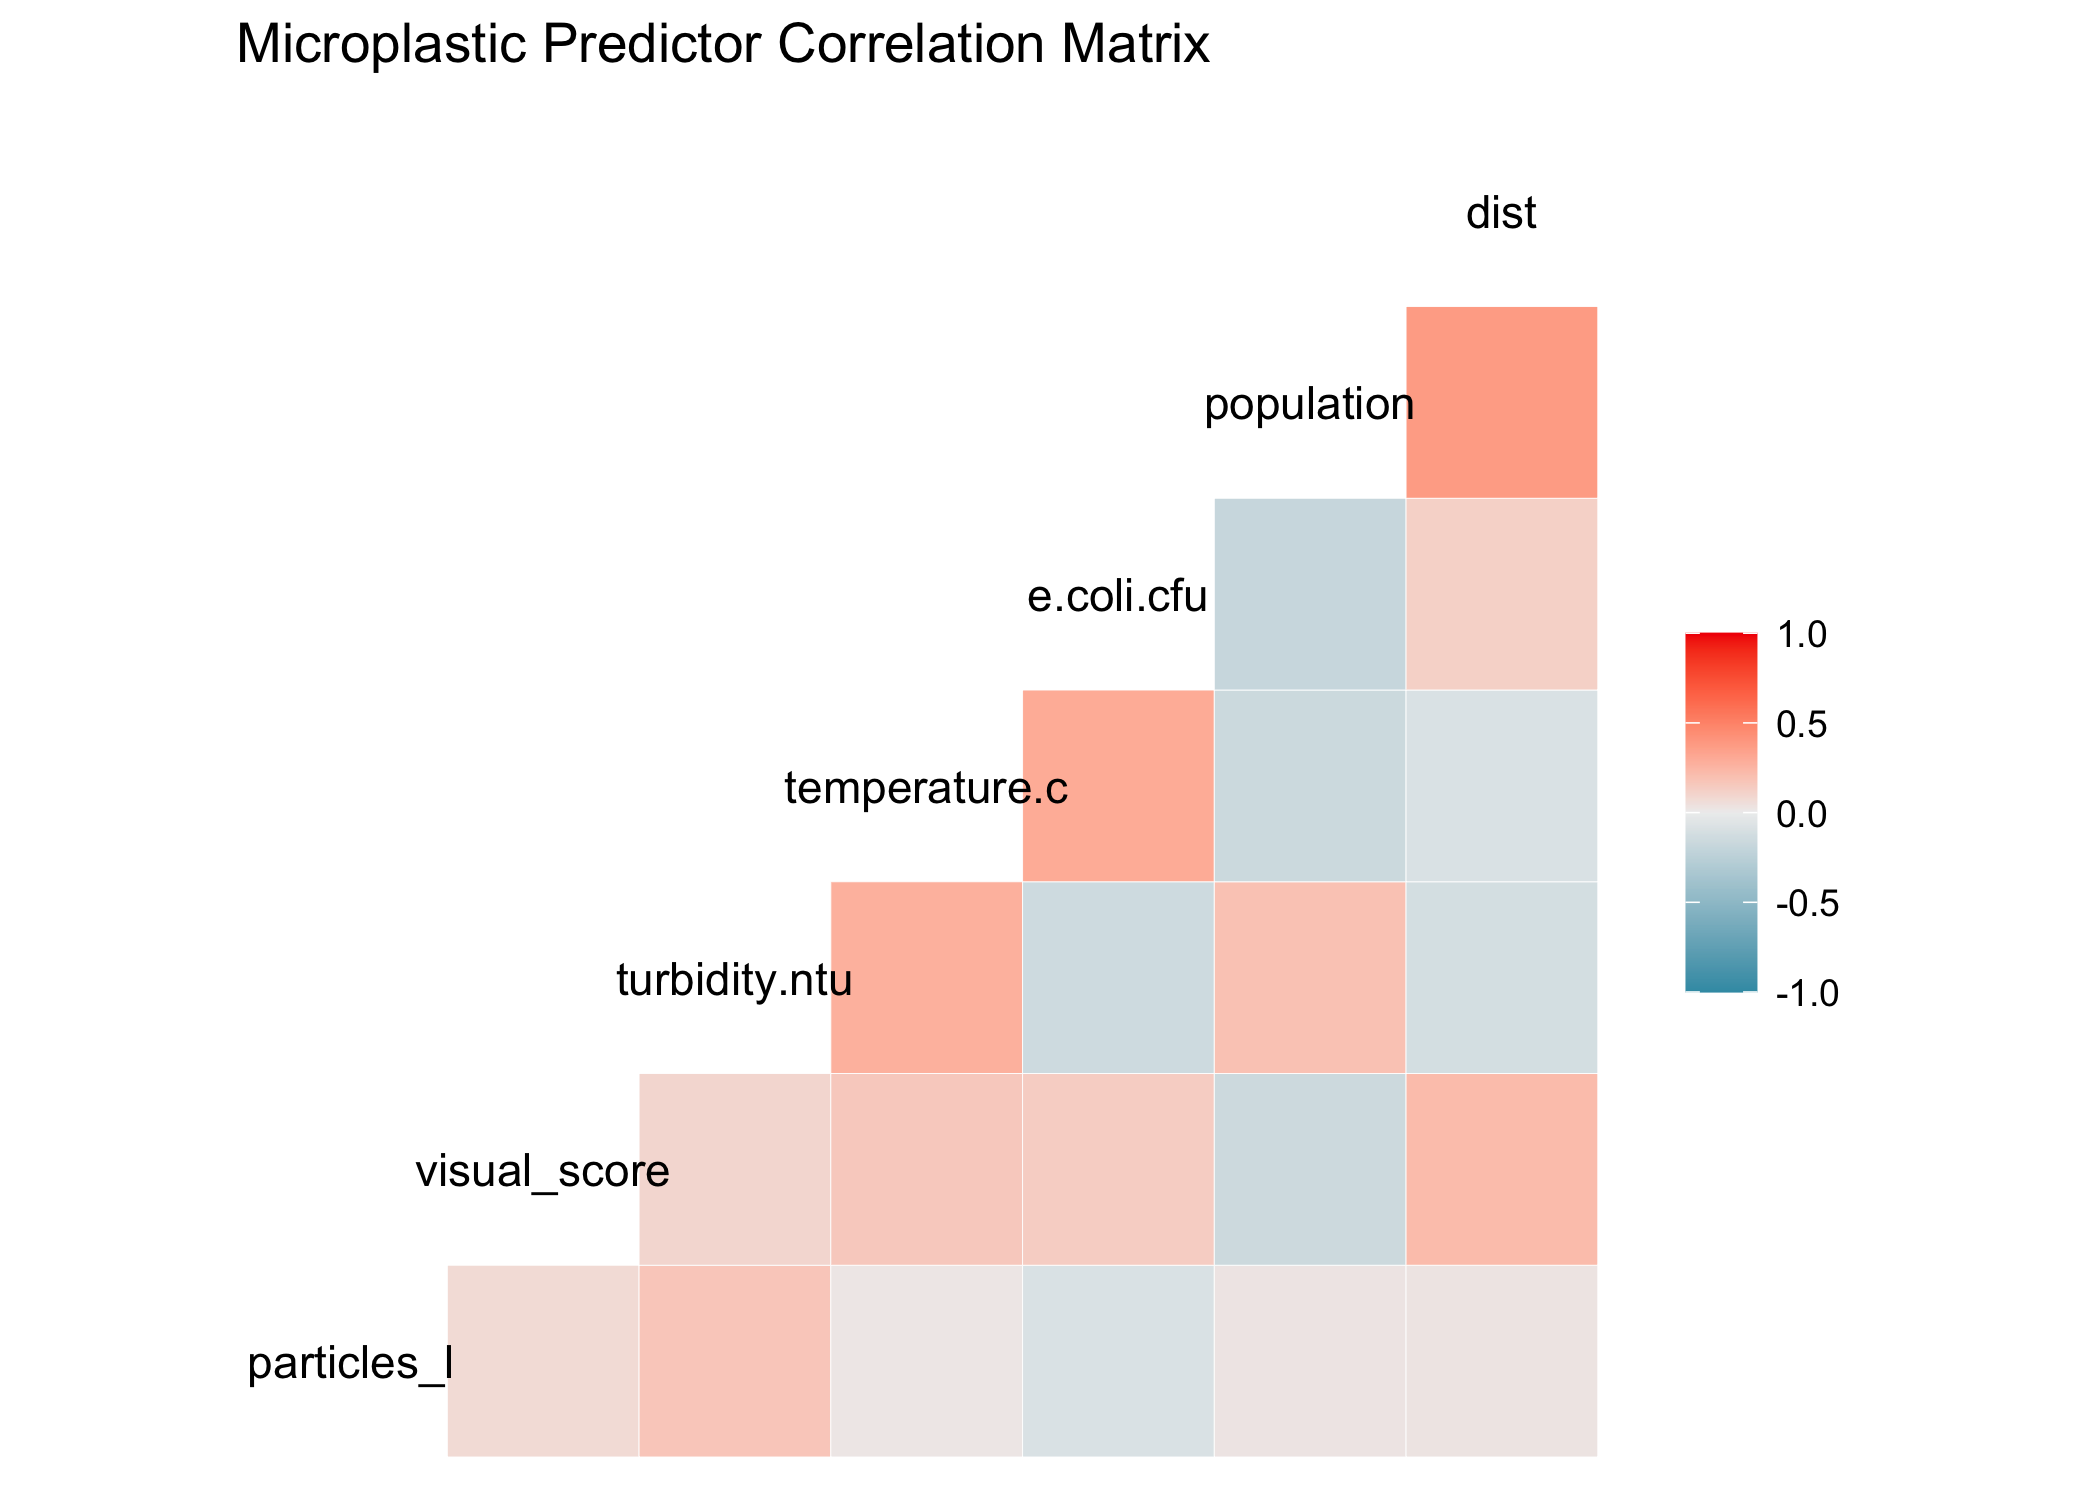 Microplastic Predictor Correlation Matrix
dist
population
e.coli.cfu
temperature.c
turbidity.ntu
visual_score
particles_l
1.0
0.5
0.0
-0.5
-1.0